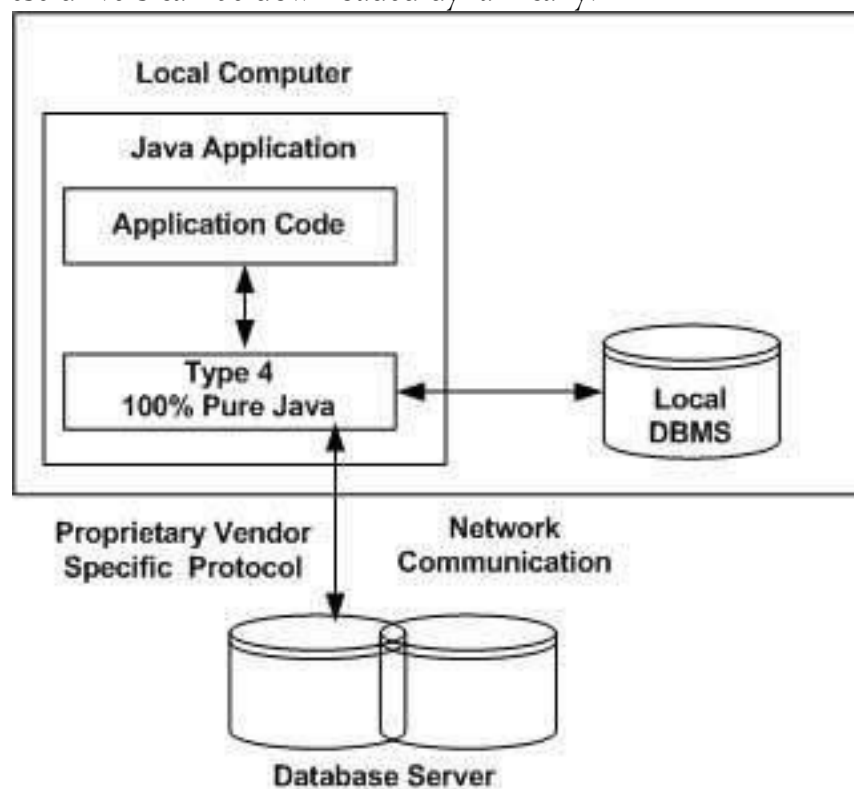 Local Computer
Java Application
Application Code
Type 4
100% Pure Java
Local
DBMS
Proprietary Vendor
Specific Protocol
Network
Communication
Database Server